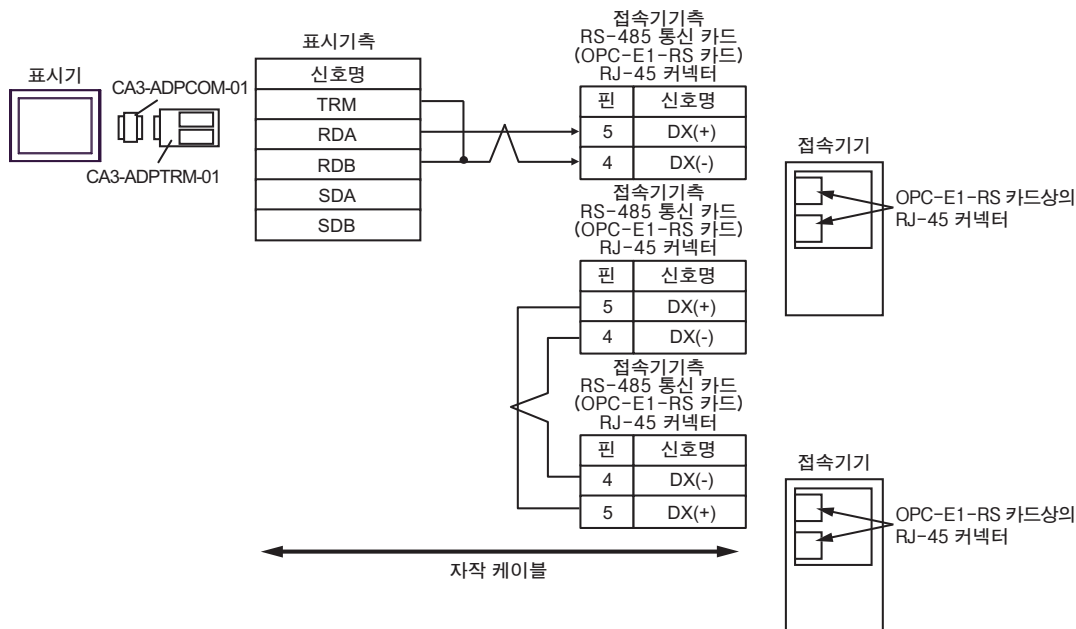 표시기
CA3-ADPCOM-01
CA3-ADPTRM-01
표시기측
신호명
TRM
RDA
RDB
SDA
SDB
접속기기측
RS-485 통신 카드
(OPC-E1-RS 카드)
RJ-45 커넥터
핀 신호명
5 DX(+)
4 DX(-)
접속기기측
RS-485 통신 카드
(OPC-E1-RS 카드)
RJ-45 커넥터
핀 신호명
5 DX(+)
4 DX(-)
접속기기측
RS-485 통신 카드
(OPC-E1-RS 카드)
RJ-45 커넥터
핀 신호명
4 DX(-)
5 DX(+)
접속기기
OPC-E1-RS 카드상의
RJ-45 커넥터
접속기기
OPC-E1-RS 카드상의
RJ-45 커넥터
자작 케이블